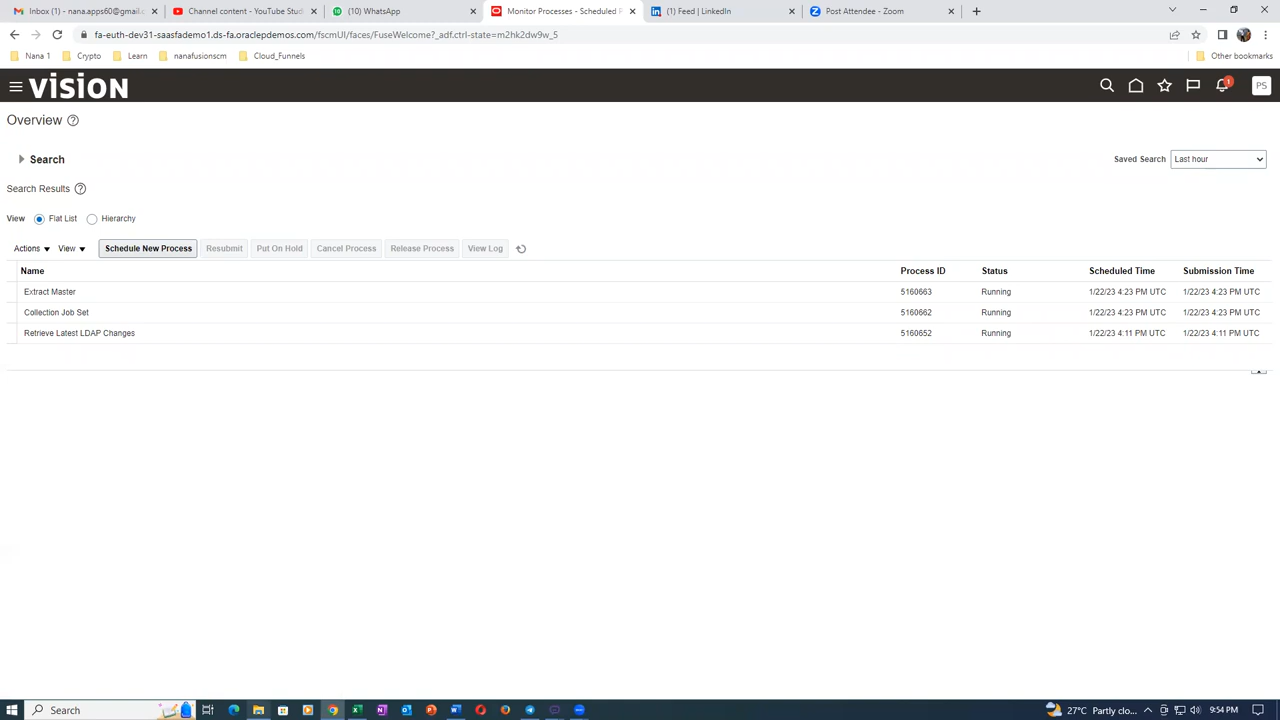 Inbox (1) - nana.apps60@gmail.c
Channel content - YouTube Stud
(10) WhatsApp
Monitor Processes - Scheduled P
(1) Feed | LinkedIn
Post Attendee - Zoom
fa-euth-dev31-saasfademo1.ds-fa.oraclepdemos.com/fscmUI/faces/FuseWelcome?_adf.ctrl-state=m2hk2dw9w_5
Nana 1
Crypto
Learn
nanafusionscm
Cloud_Funnels
Other bookmarks
VISION
1
PS
Overview
Search
Saved Search
Last hour
Search Results
View
Flat List
Hierarchy
Actions
View
Schedule New Process
Resubmit
Put On Hold
Cancel Process
Release Process
View Log
Name Process ID Status Scheduled Time Submission Time
Extract Master 5160663 Running 1/22/23 4:23 PM UTC 1/22/23 4:23 PM UTC
Collection Job Set 5160662 Running 1/22/23 4:23 PM UTC 1/22/23 4:23 PM UTC
Retrieve Latest LDAP Changes 5160652 Running 1/22/23 4:11 PM UTC 1/22/23 4:11 PM UTC
Search
27°C Partly clo...
9:54 PM